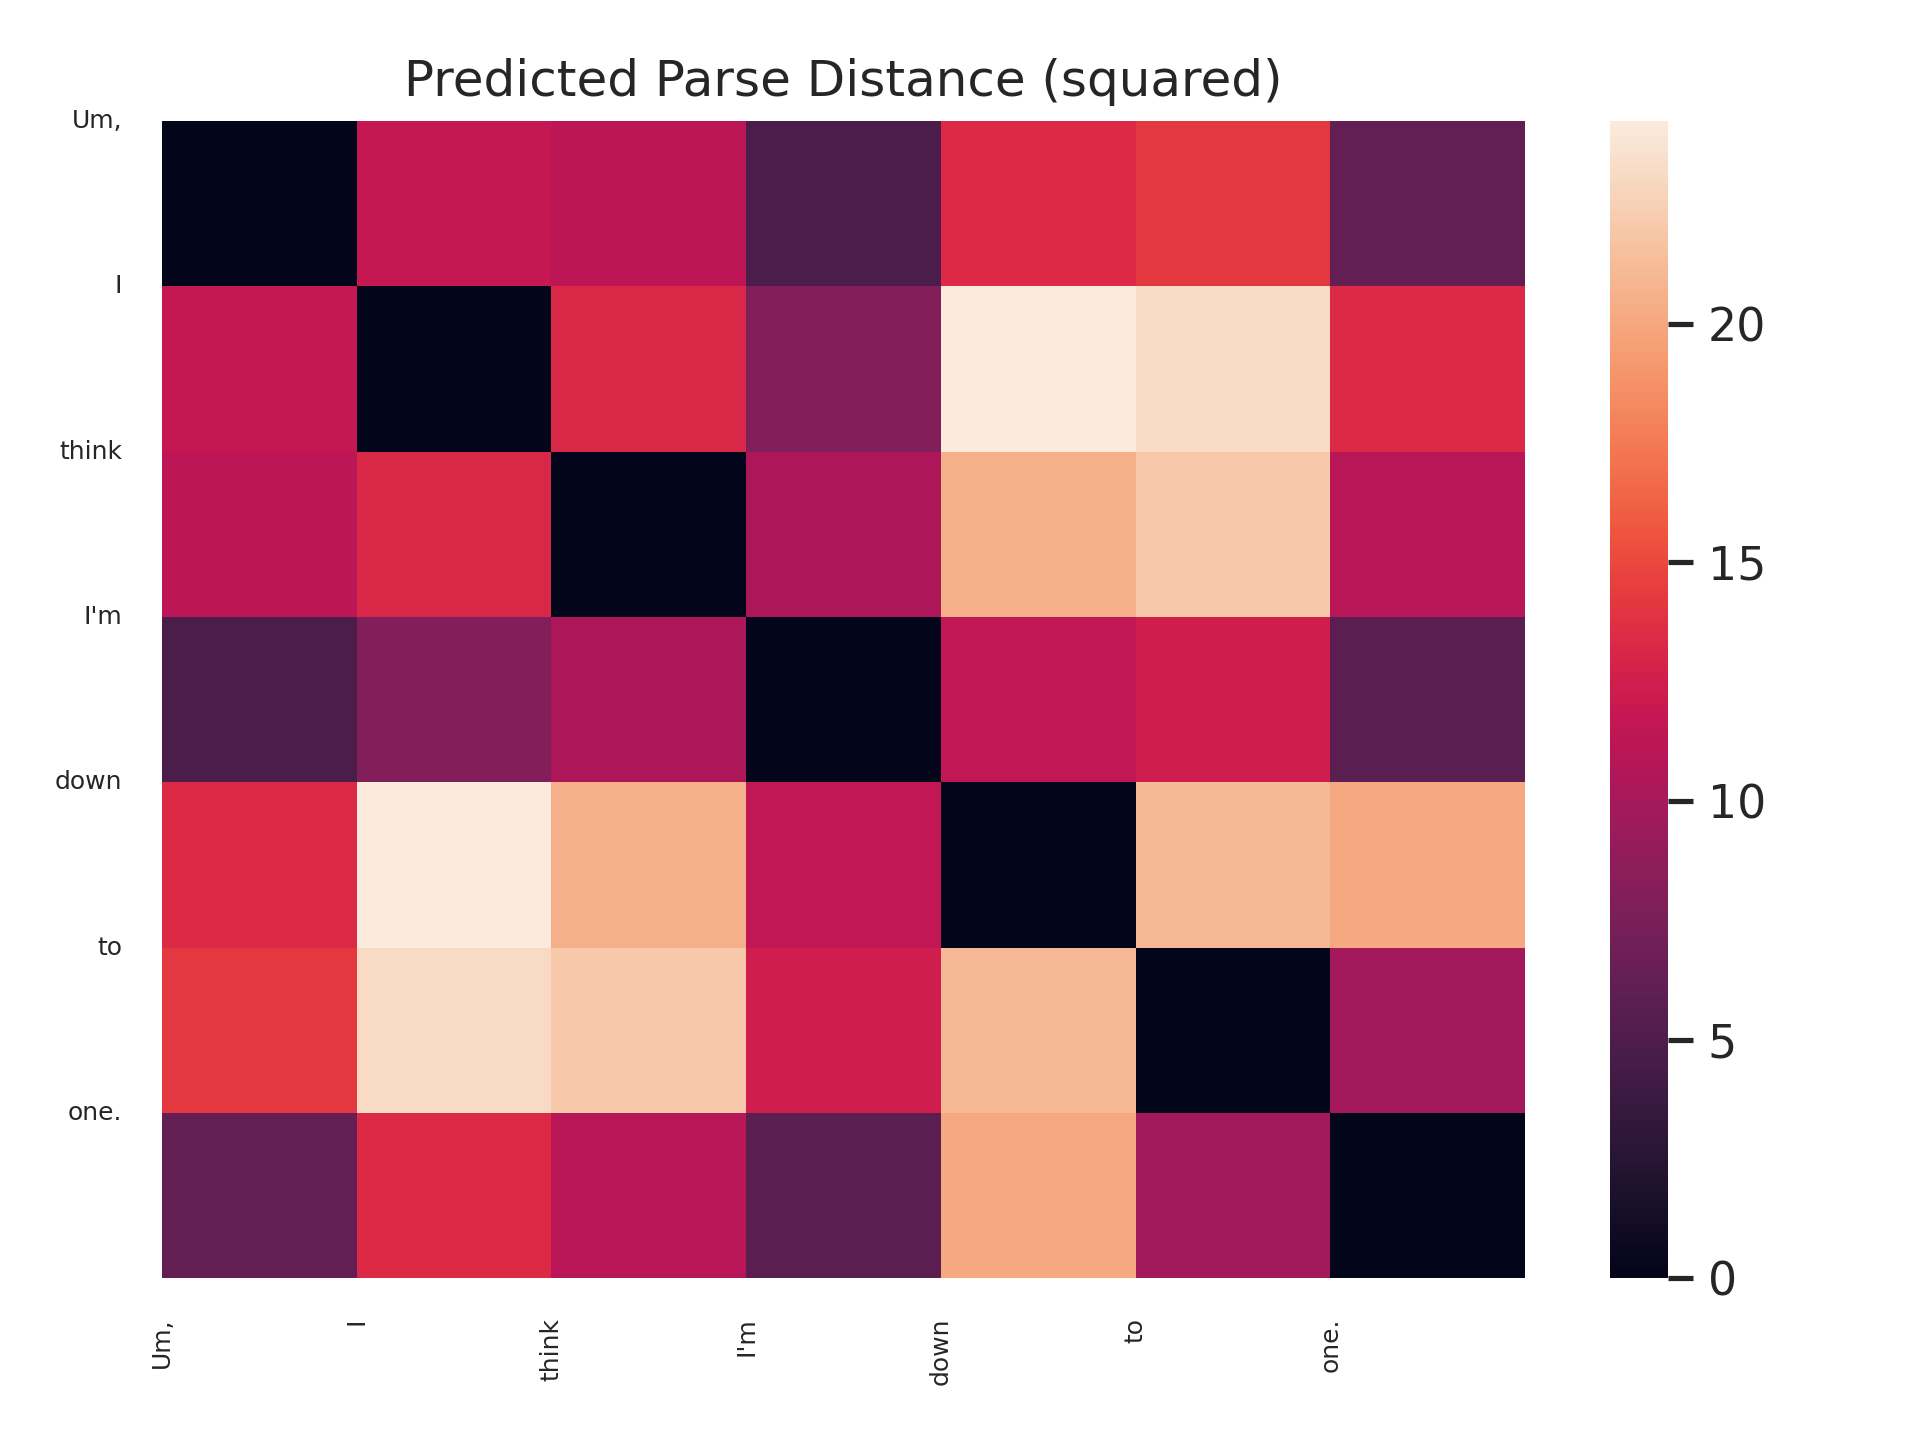 Predicted Parse Distance (squared)
Um,
I
think
I'm
down
to
one.
20
15
10
5
0
Um,
I
think
I'm
down
to
one.